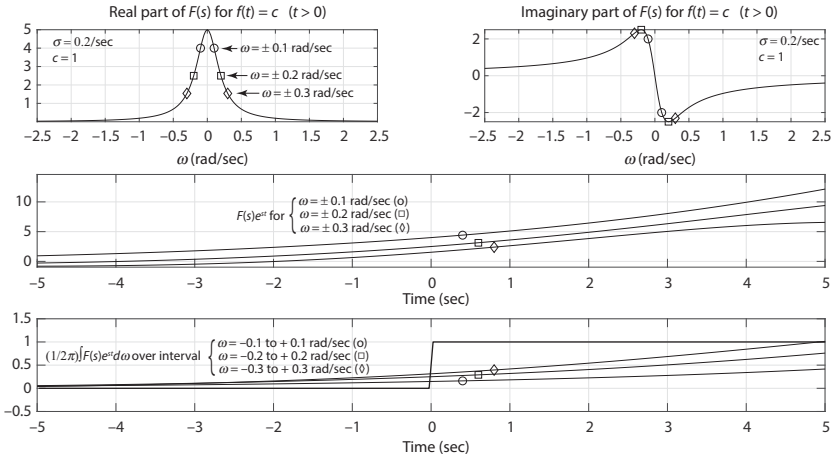 Real part of F(s) for f(t) = c (t > 0)
5
4
3
2
1
σ = 0.2/sec
c = 1
ω = ± 0.1 rad/sec
ω = ± 0.2 rad/sec
ω = ± 0.3 rad/sec
−2.5 −2 −1.5 −1 −0.5 0 0.5 1 1.5 2 2.5
ω (rad/sec)
Imaginary part of F(s) for f(t) = c (t > 0)
2
0
−2
σ = 0.2/sec
c = 1
−2.5 −2 −1.5 −1 −0.5 0 0.5 1 1.5 2 2.5
ω (rad/sec)
10
5
0
F(s)eˢᵗ for
ω = ± 0.1 rad/sec (o)
ω = ± 0.2 rad/sec (□)
ω = ± 0.3 rad/sec (◊)
−5 −4 −3 −2 −1 0 1 2 3 4 5
Time (sec)
1.5
1
0.5
0
−0.5
(1/2π)∫F(s)eˢᵗdω over interval
ω = −0.1 to + 0.1 rad/sec (o)
ω = −0.2 to + 0.2 rad/sec (□)
ω = −0.3 to + 0.3 rad/sec (◊)
−5 −4 −3 −2 −1 0 1 2 3 4 5
Time (sec)